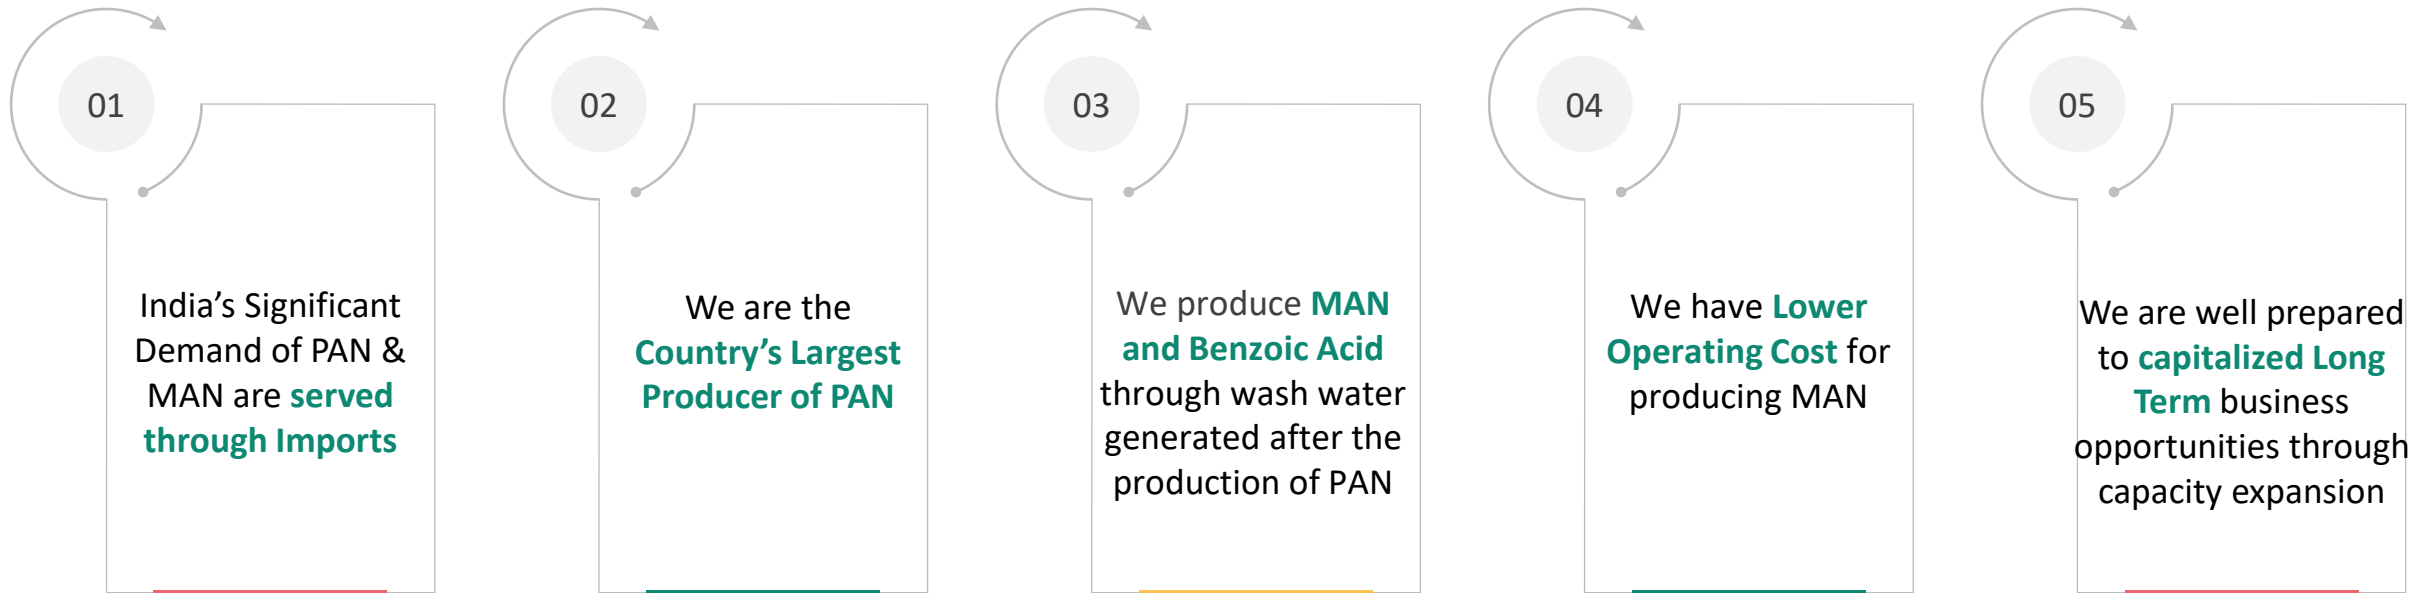 01
India’s Significant
Demand of PAN &
MAN are served
through Imports
02
We are the
Country’s Largest
Producer of PAN
03
We produce MAN
and Benzoic Acid
through wash water
generated after the
production of PAN
04
We have Lower
Operating Cost for
producing MAN
05
We are well prepared
to capitalized Long
Term business
opportunities through
capacity expansion